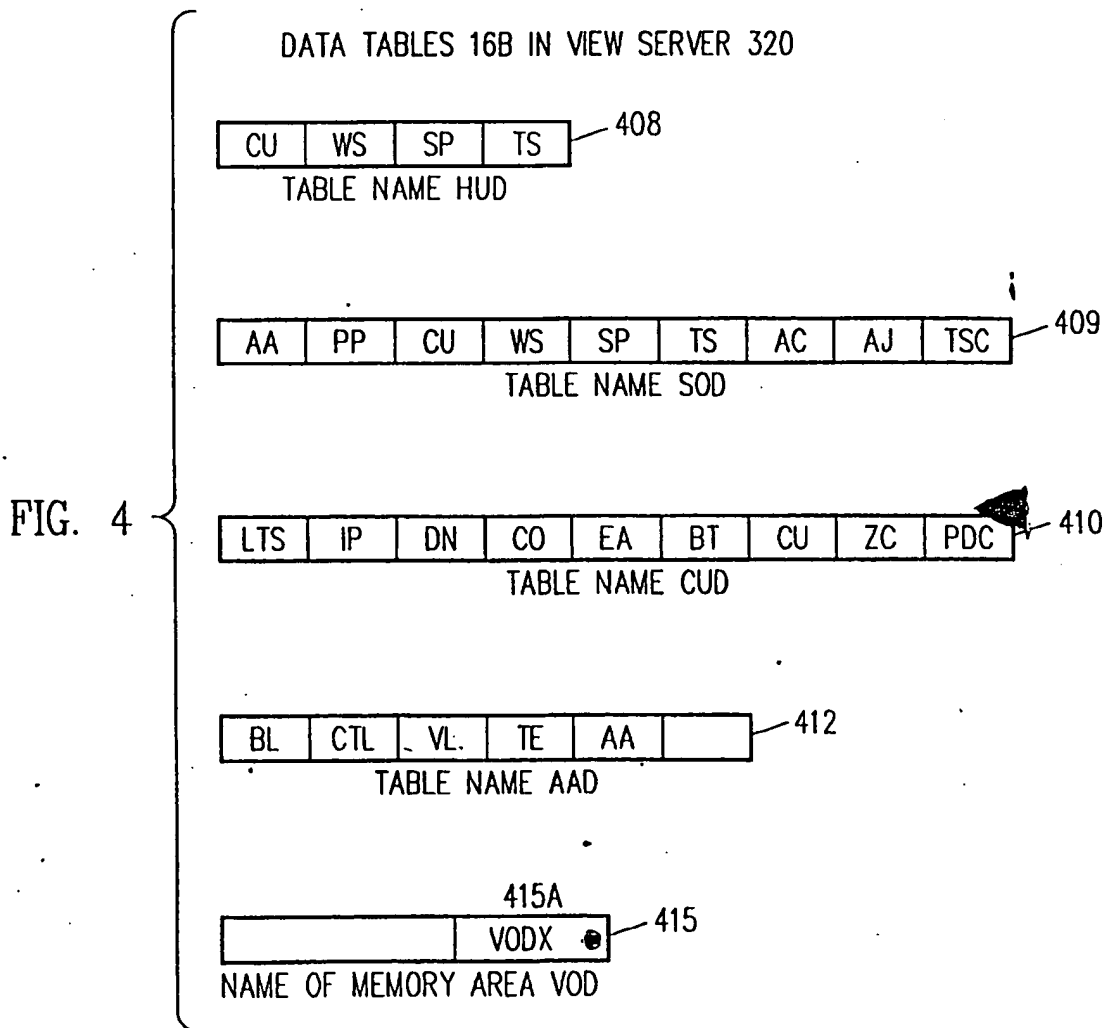 DATA TABLES 16B IN VIEW SERVER 320
CU WS SP TS 408
TABLE NAME HUD
AA PP CU WS SP TS AC AJ TSC 409
TABLE NAME SOD
FIG. 4
LTS IP DN CO EA BT CU ZC PDC 410
TABLE NAME CUD
BL CTL VL. TE AA 412
TABLE NAME AAD
415A
VODX 415
NAME OF MEMORY AREA VOD